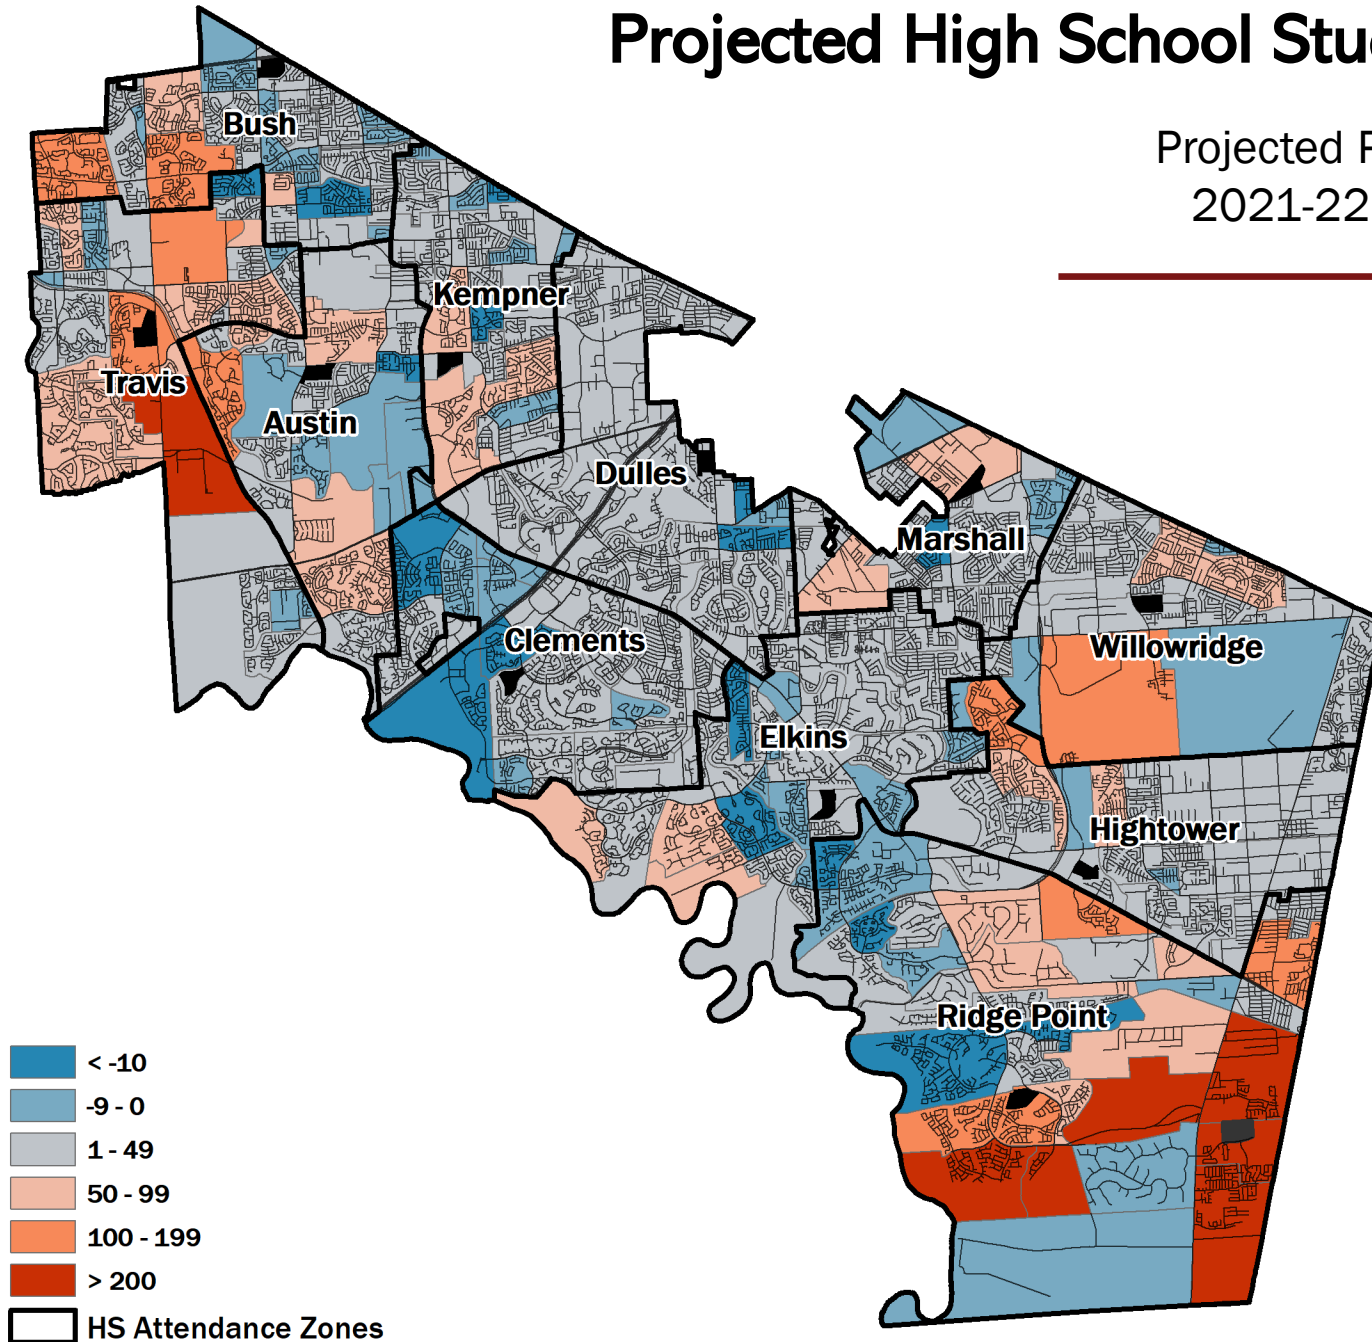 Projected High School Stu
Projected
2021-22
Bush
Kempner
Travis
Austin
Dulles
Marshall
Clements
Willowridge
Elkins
Hightower
Ridge Point
< -10
-9 - 0
1 - 49
50 - 99
100 - 199
> 200
HS Attendance Zones